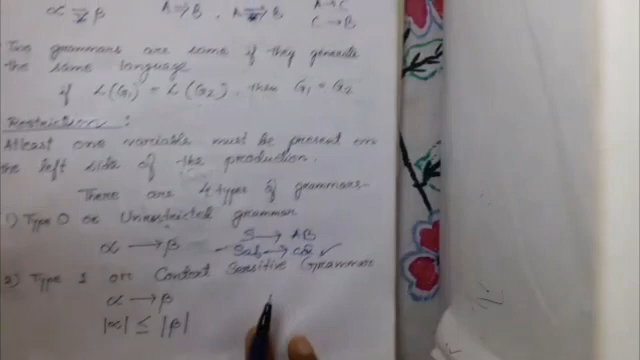 α ⇒ β A ⇒ B, A ⇒ B A → C
C → B
Two grammars are same if they generate
the same language
if L(G1) = L(G2), then G1 = G2
Restriction :
Atleast one variable must be present on
the left side of the production.
There are 4 types of grammars
1) Type 0 or Unrestricted grammar
α → β S → AB
Sab → cd ✓
2) Type 1 or Context Sensitive Grammar
α → β
|α| ≤ |β|